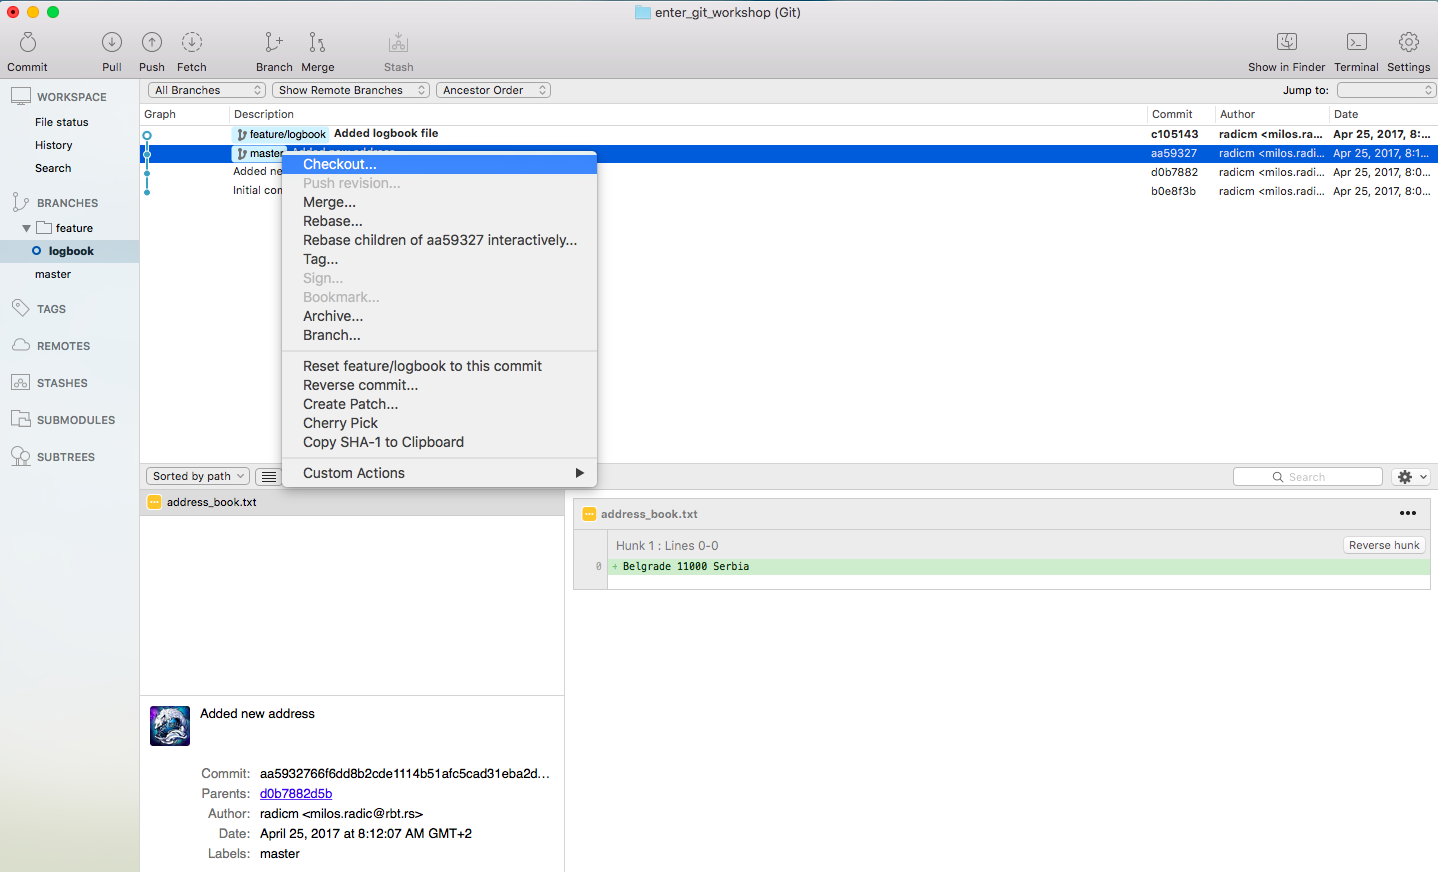 enter_git_workshop (Git)
Commit Pull Push Fetch Branch Merge Stash Show in Finder Terminal Settings
WORKSPACE
File status
History
Search
BRANCHES
feature
logbook
master
TAGS
REMOTES
STASHES
SUBMODULES
SUBTREES
All Branches Show Remote Branches Ancestor Order Jump to:
Graph Description Commit Author Date
feature/logbook Added logbook file c105143 radicm <milos.ra... Apr 25, 2017, 8:...
master Added new address aa59327 radicm <milos.radi... Apr 25, 2017, 8:1...
Added ne d0b7882 radicm <milos.radi... Apr 25, 2017, 8:0...
Initial con b0e8f3b radicm <milos.radi... Apr 25, 2017, 8:0...
Checkout...
Push revision...
Merge...
Rebase...
Rebase children of aa59327 interactively...
Tag...
Sign...
Bookmark...
Archive...
Branch...
Reset feature/logbook to this commit
Reverse commit...
Create Patch...
Cherry Pick
Copy SHA-1 to Clipboard
Custom Actions
Sorted by path Search
address_book.txt
address_book.txt •••
Hunk 1 : Lines 0-0 Reverse hunk
0 + Belgrade 11000 Serbia
Added new address
Commit: aa5932766f6dd8b2cde1114b51afc5cad31eba2d...
Parents: d0b7882d5b
Author: radicm <milos.radic@rbt.rs>
Date: April 25, 2017 at 8:12:07 AM GMT+2
Labels: master